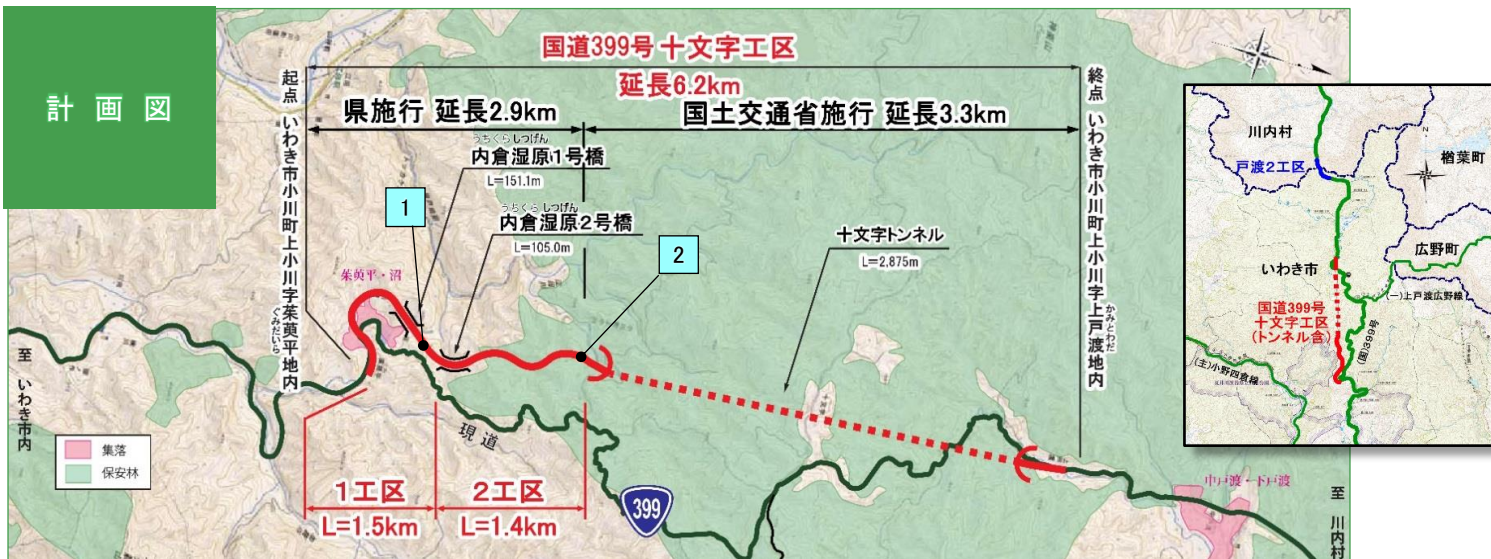 計画図
国道399号 十文字工区
延長6.2km
県施行 延長2.9km
国土交通省施行 延長3.3km
起点 いわき市小川町上小川字茱萸平地内
ぐみだいら
終点 いわき市小川町上小川字上戸渡地内
かみとわだ
うちくらしつげん
内倉湿原1号橋
L=151.1m
うちくらしつげん
内倉湿原2号橋
L=105.0m
1
2
十文字トンネル
L=2,875m
茱萸平・沼
至 いわき市内
現道
集落
保安林
1工区
L=1.5km
2工区
L=1.4km
399
中戸渡・下戸渡
至 川内村
川内村
戸渡2工区
楢葉町
広野町
いわき市
(一)上戸渡広野線
国道399号
十文字工区
(トンネル含)
(国)399号
(主)小野四倉線